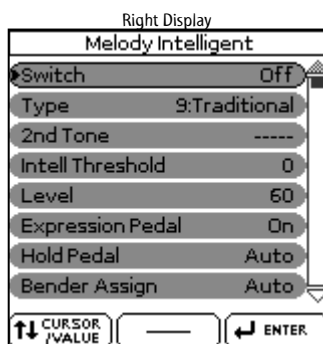 Right Display
Melody Intelligent
Switch Off
Type 9:Traditional
2nd Tone -----
Intell Threshold 0
Level 60
Expression Pedal On
Hold Pedal Auto
Bender Assign Auto
CURSOR
/VALUE
ENTER